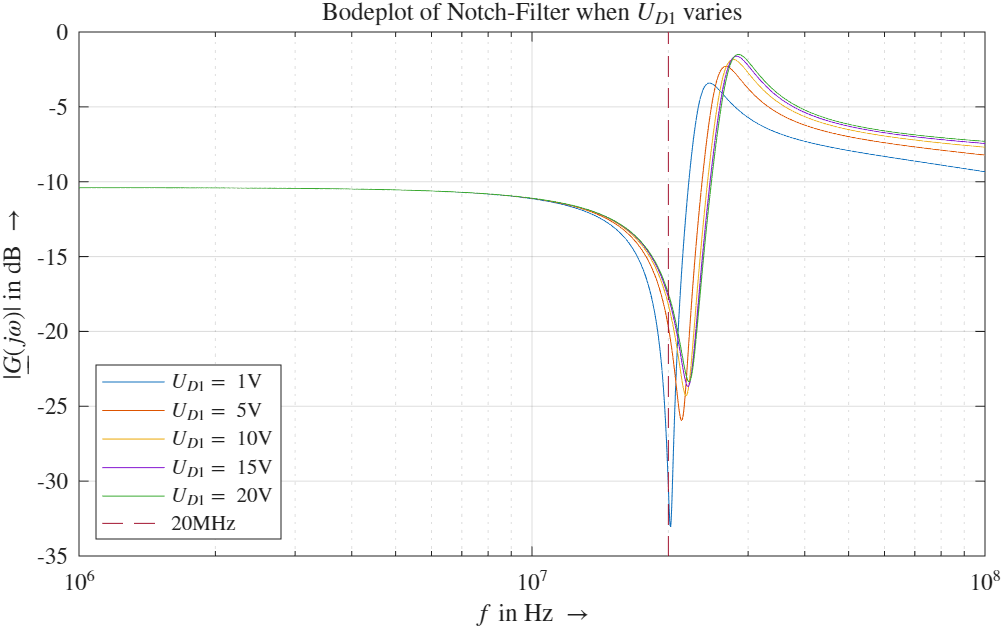 Bodeplot of Notch-Filter when U_D1 varies
0
-5
-10
-15
-20
-25
-30
-35
|G(jω)| in dB →
U_D1 = 1V
U_D1 = 5V
U_D1 = 10V
U_D1 = 15V
U_D1 = 20V
20MHz
10^6
10^7
10^8
f in Hz →